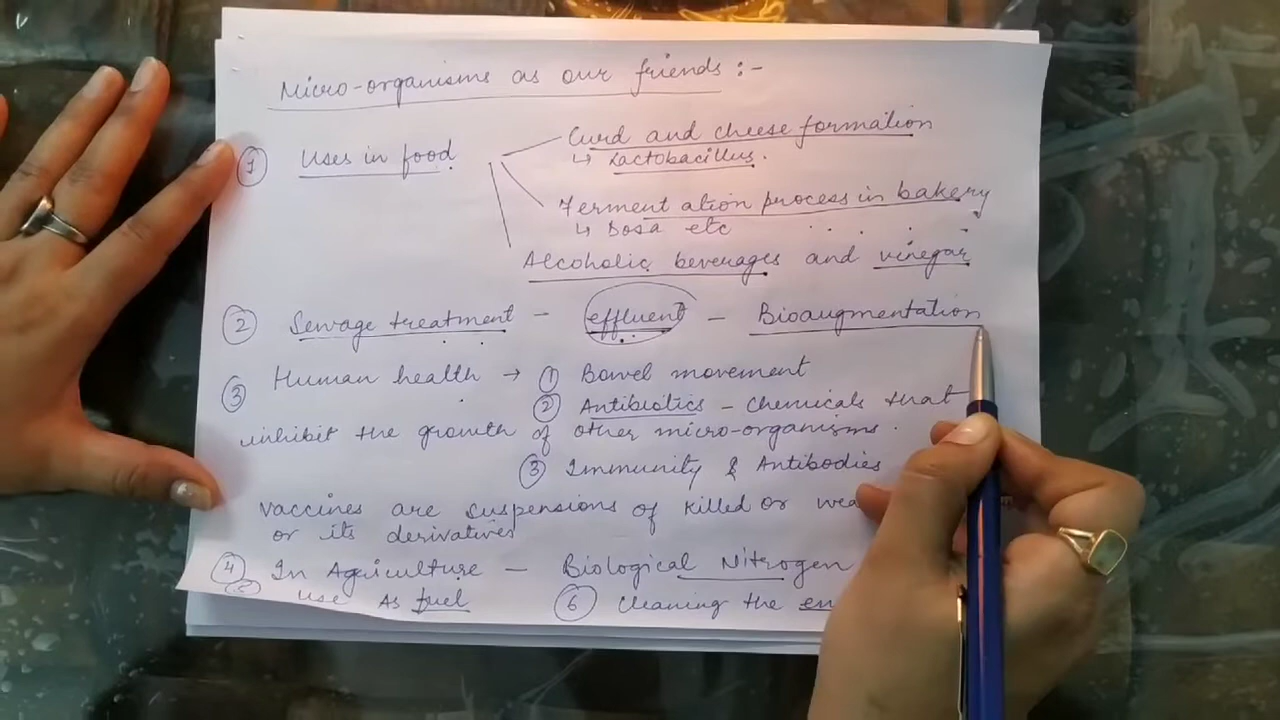 Micro-organisms as our friends :-
① Uses in food
Curd and cheese formation
↳ Lactobacillus.
Fermentation process in bakery
↳ Dosa etc
Alcoholic beverages and vinegar
② Sewage treatment - effluent - Bioaugmentation
③ Human health → ① Bowel movement
② Antibiotics - Chemicals that
inhibit the growth of other micro-organisms.
③ Immunity & Antibodies
Vaccines are suspensions of killed or
or its derivatives
④ In Agriculture - Biological Nitrogen
⑤ Use As fuel ⑥ Cleaning the